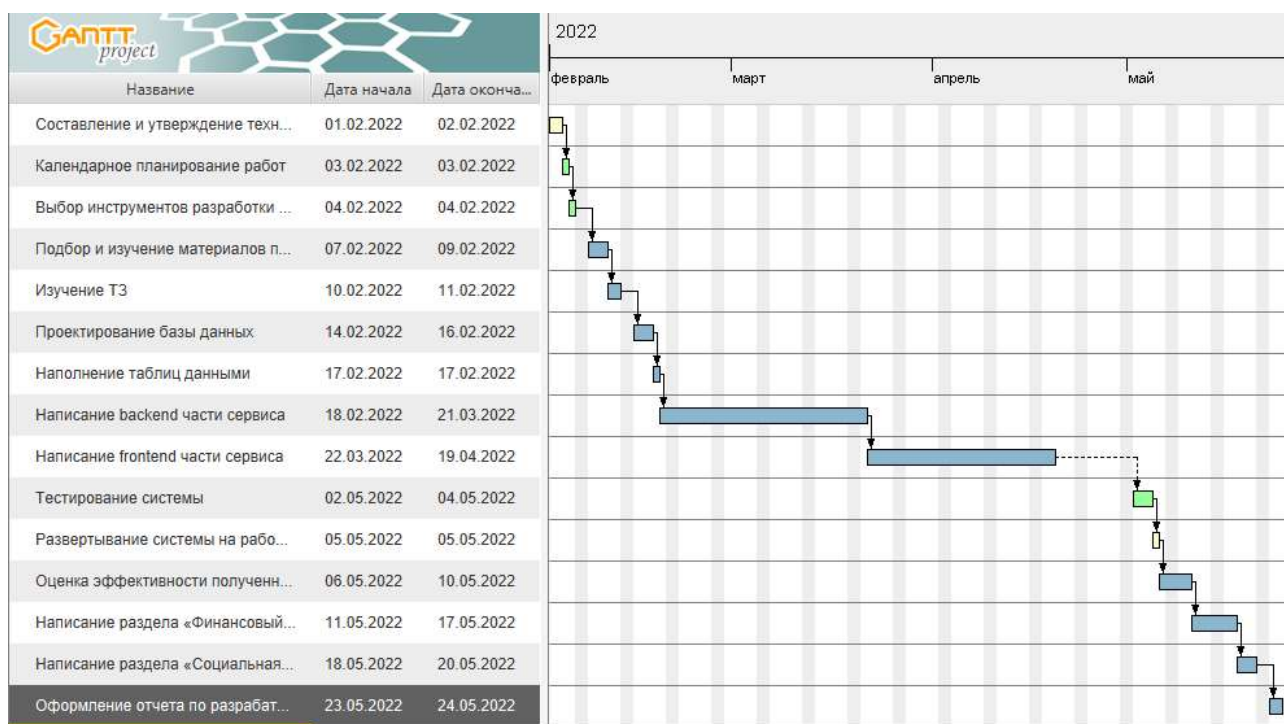 GANTT
project
2022
февраль март апрель май
Название Дата начала Дата оконча...
Составление и утверждение техн... 01.02.2022 02.02.2022
Календарное планирование работ 03.02.2022 03.02.2022
Выбор инструментов разработки ... 04.02.2022 04.02.2022
Подбор и изучение материалов п... 07.02.2022 09.02.2022
Изучение ТЗ 10.02.2022 11.02.2022
Проектирование базы данных 14.02.2022 16.02.2022
Наполнение таблиц данными 17.02.2022 17.02.2022
Написание backend части сервиса 18.02.2022 21.03.2022
Написание frontend части сервиса 22.03.2022 19.04.2022
Тестирование системы 02.05.2022 04.05.2022
Развертывание системы на рабо... 05.05.2022 05.05.2022
Оценка эффективности полученн... 06.05.2022 10.05.2022
Написание раздела «Финансовый... 11.05.2022 17.05.2022
Написание раздела «Социальная... 18.05.2022 20.05.2022
Оформление отчета по разрабат... 23.05.2022 24.05.2022